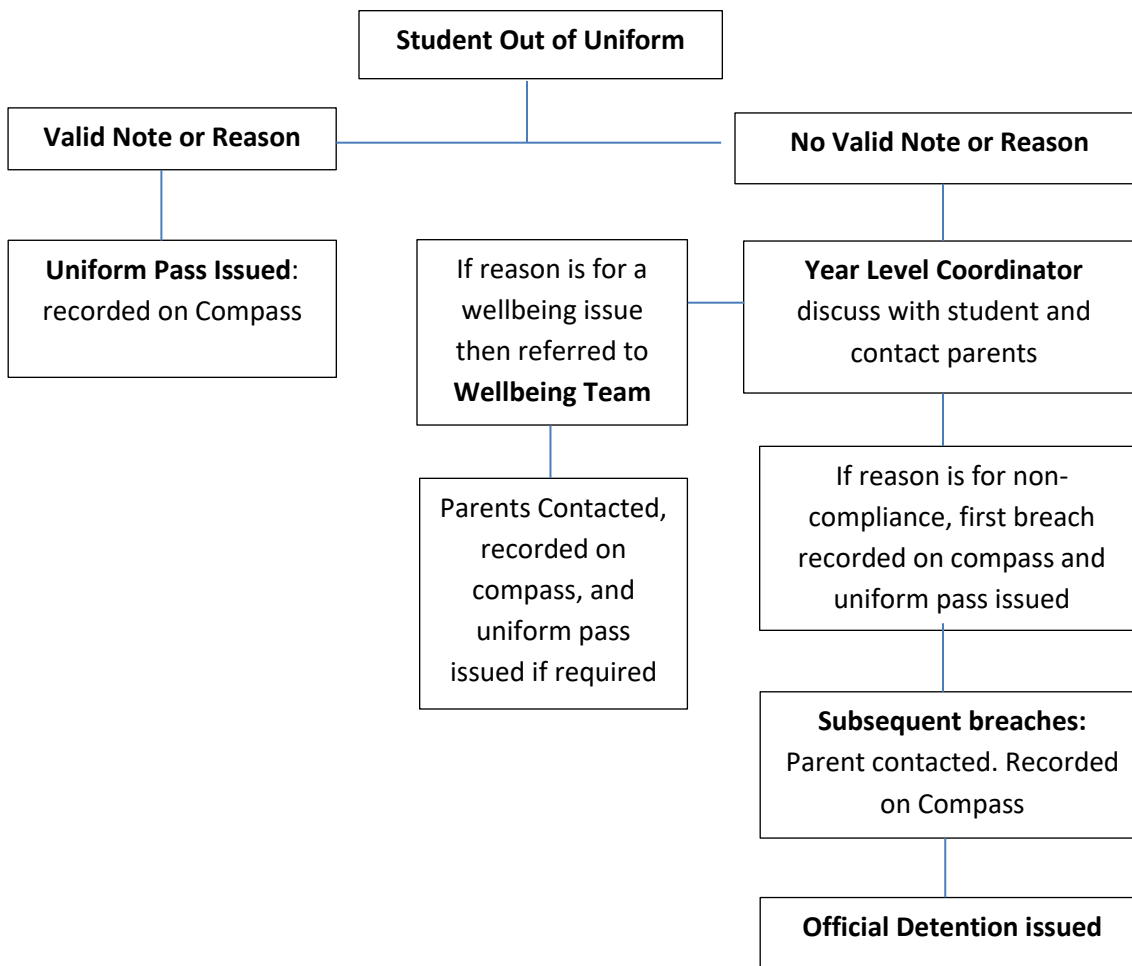 Student Out of Uniform
Valid Note or Reason
No Valid Note or Reason
Uniform Pass Issued:
recorded on Compass
If reason is for a
wellbeing issue
then referred to
Wellbeing Team
Year Level Coordinator
discuss with student and
contact parents
Parents Contacted,
recorded on
compass, and
uniform pass
issued if required
If reason is for non-
compliance, first breach
recorded on compass and
uniform pass issued
Subsequent breaches:
Parent contacted. Recorded
on Compass
Official Detention issued